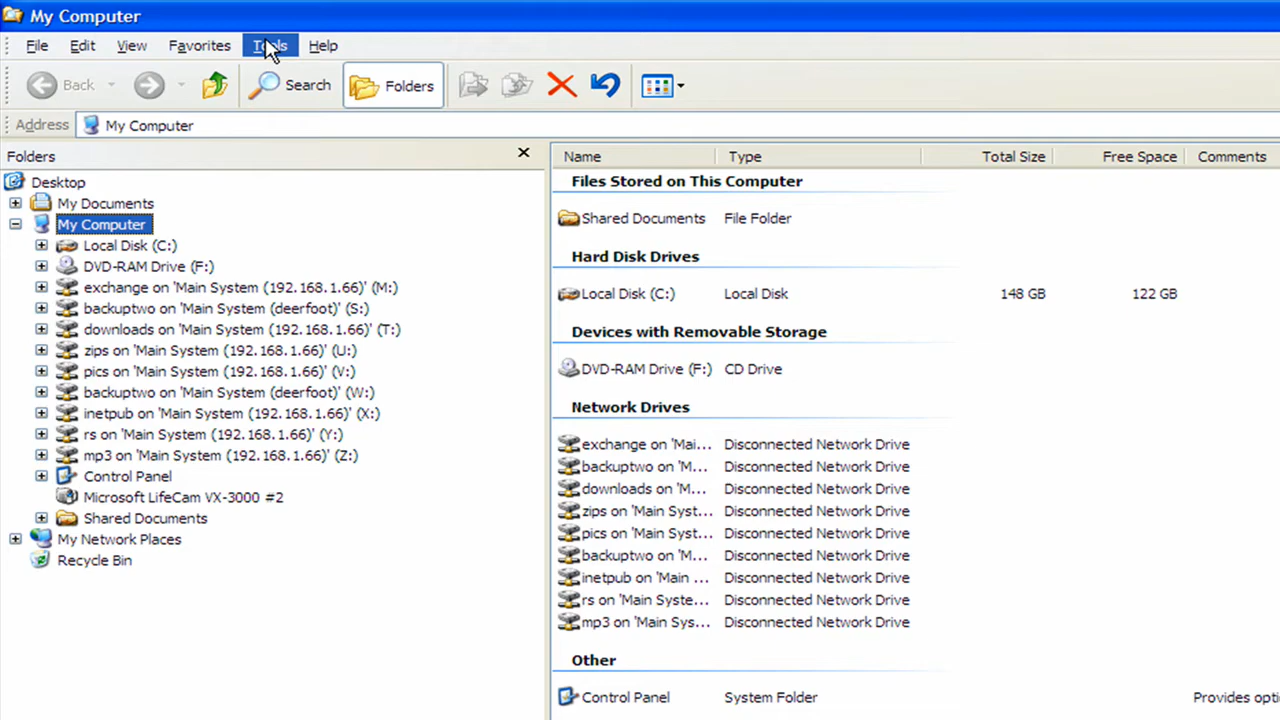 My Computer
File Edit View Favorites Tools Help
Back Search Folders
Address My Computer
Folders
Desktop
My Documents
My Computer
Local Disk (C:)
DVD-RAM Drive (F:)
exchange on 'Main System (192.168.1.66)' (M:)
backuptwo on 'Main System (deerfoot)' (S:)
downloads on 'Main System (192.168.1.66)' (T:)
zips on 'Main System (192.168.1.66)' (U:)
pics on 'Main System (192.168.1.66)' (V:)
backuptwo on 'Main System (deerfoot)' (W:)
inetpub on 'Main System (192.168.1.66)' (X:)
rs on 'Main System (192.168.1.66)' (Y:)
mp3 on 'Main System (192.168.1.66)' (Z:)
Control Panel
Microsoft LifeCam VX-3000 #2
Shared Documents
My Network Places
Recycle Bin
Name Type Total Size Free Space Comments
Files Stored on This Computer
Shared Documents File Folder
Hard Disk Drives
Local Disk (C:) Local Disk 148 GB 122 GB
Devices with Removable Storage
DVD-RAM Drive (F:) CD Drive
Network Drives
exchange on 'Mai... Disconnected Network Drive
backuptwo on 'M... Disconnected Network Drive
downloads on 'M... Disconnected Network Drive
zips on 'Main Syst... Disconnected Network Drive
pics on 'Main Syst... Disconnected Network Drive
backuptwo on 'M... Disconnected Network Drive
inetpub on 'Main ... Disconnected Network Drive
rs on 'Main Syste... Disconnected Network Drive
mp3 on 'Main Sys... Disconnected Network Drive
Other
Control Panel System Folder Provides opti